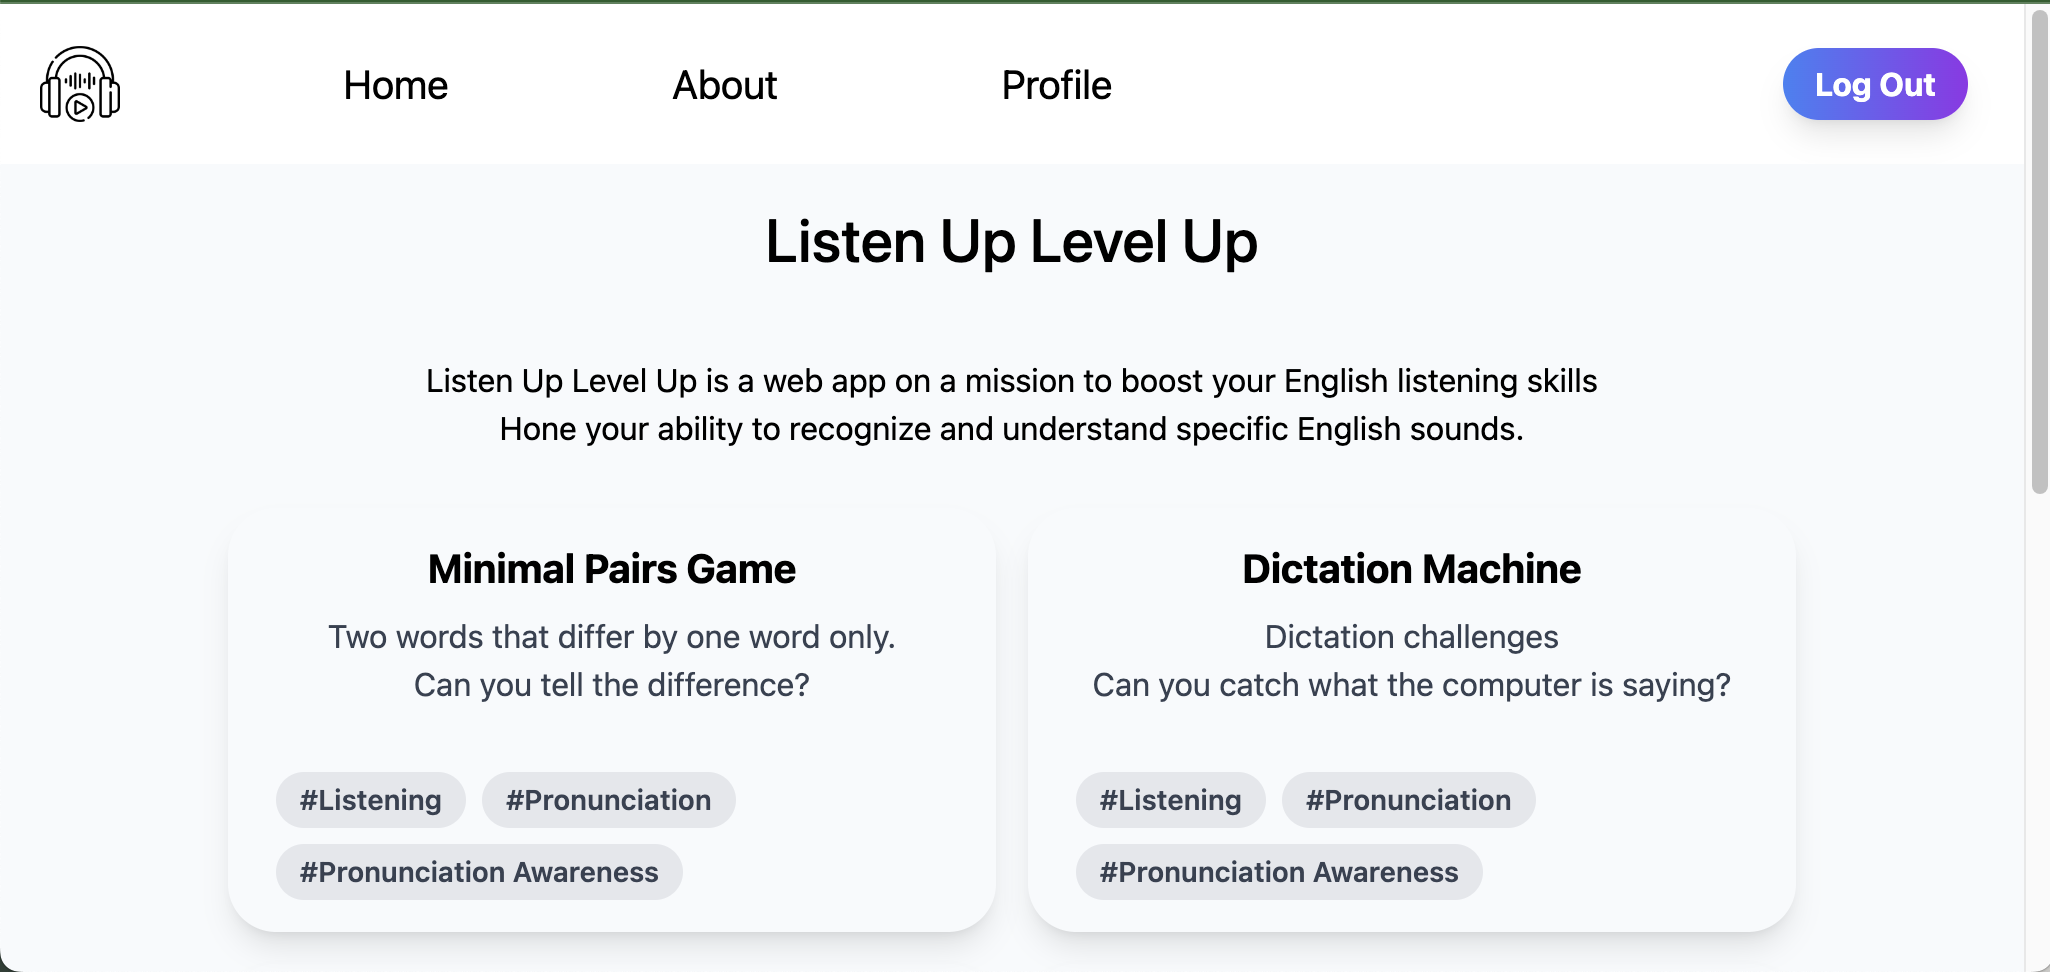 Home About Profile Log Out
Listen Up Level Up
Listen Up Level Up is a web app on a mission to boost your English listening skills
Hone your ability to recognize and understand specific English sounds.
Minimal Pairs Game
Two words that differ by one word only.
Can you tell the difference?
#Listening #Pronunciation
#Pronunciation Awareness
Dictation Machine
Dictation challenges
Can you catch what the computer is saying?
#Listening #Pronunciation
#Pronunciation Awareness